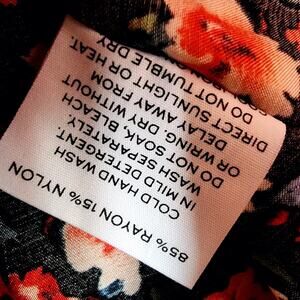 85% RAYON 15% NYLON
COLD HAND WASH
IN MILD DETERGENT
WASH SEPARATELY.
DO NOT SOAK, BLEACH
OR WRING. DRY WITHOUT
DELAY. AWAY FROM
DIRECT SUNLIGHT OR HEAT.
DO NOT TUMBLE DRY